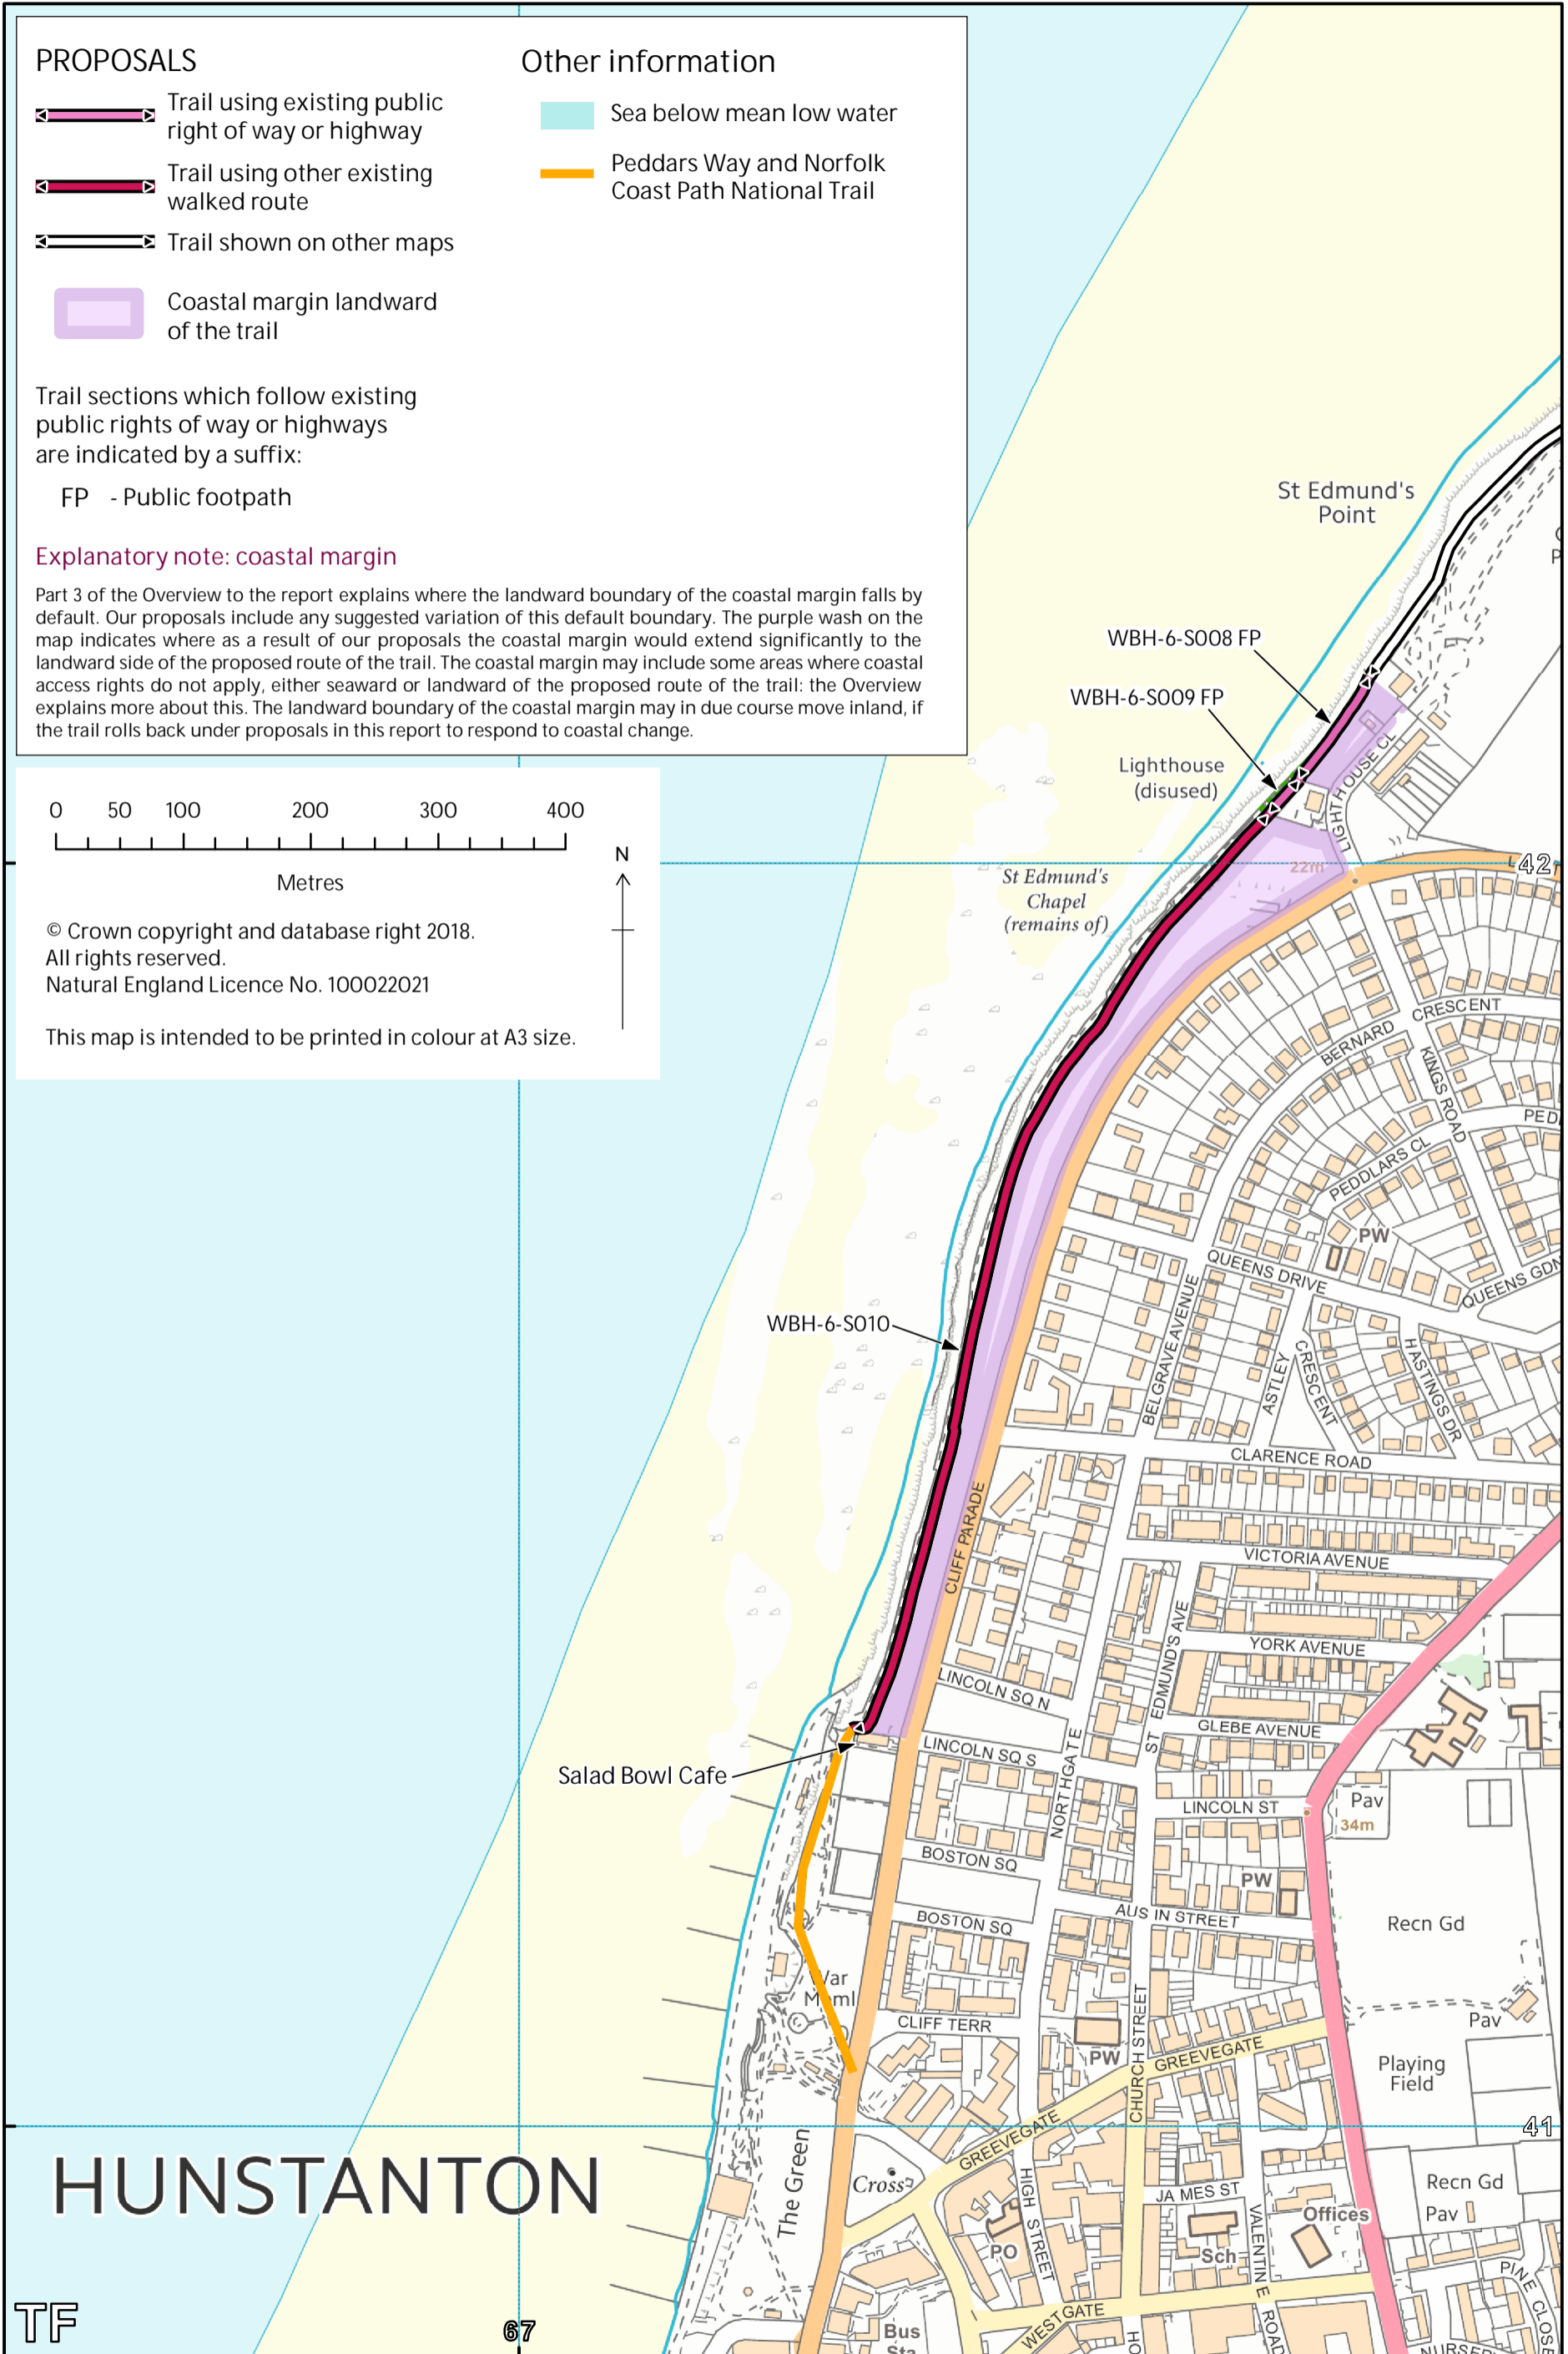 PROPOSALS
Trail using existing public
right of way or highway
Trail using other existing
walked route
Trail shown on other maps
Coastal margin landward
of the trail
Trail sections which follow existing
public rights of way or highways
are indicated by a suffix:
FP - Public footpath
Other information
Sea below mean low water
Peddars Way and Norfolk
Coast Path National Trail
Explanatory note: coastal margin
Part 3 of the Overview to the report explains where the landward boundary of the coastal margin falls by
default. Our proposals include any suggested variation of this default boundary. The purple wash on the
map indicates where as a result of our proposals the coastal margin would extend significantly to the
landward side of the proposed route of the trail. The coastal margin may include some areas where coastal
access rights do not apply, either seaward or landward of the proposed route of the trail: the Overview
explains more about this. The landward boundary of the coastal margin may in due course move inland, if
the trail rolls back under proposals in this report to respond to coastal change.
0 50 100 200 300 400
Metres
N
© Crown copyright and database right 2018.
All rights reserved.
Natural England Licence No. 100022021
This map is intended to be printed in colour at A3 size.
St Edmund's
Point
WBH-6-S008 FP
WBH-6-S009 FP
Lighthouse
(disused)
LIGHTHOUSE CL
42
22m
St Edmund's
Chapel
(remains of)
BERNARD CRESCENT
KINGS ROAD
PEDDLARS CL
PW
QUEENS DRIVE
QUEENS GDN
BELGRAVE AVENUE
ASTLEY CRESCENT
HASTINGS DR
WBH-6-S010
CLARENCE ROAD
CLIFF PARADE
VICTORIA AVENUE
ST EDMUND'S AVE
YORK AVENUE
LINCOLN SQ N
GLEBE AVENUE
LINCOLN SQ S
Salad Bowl Cafe
NORTHGATE
LINCOLN ST
Pav
34m
BOSTON SQ
PW
AUS IN STREET
BOSTON SQ
Recn Gd
War
Meml
CLIFF TERR
CHURCH STREET
Pav
PW
GREEVEGATE
Playing
Field
41
GREEVEGATE
HUNSTANTON
The Green
Cross
HIGH STREET
JA MES ST
Recn Gd
Pav
Offices
PO
Sch
VALENTIN E ROAD
PINE CLOSE
WESTGATE
Bus
Sta
TF
67